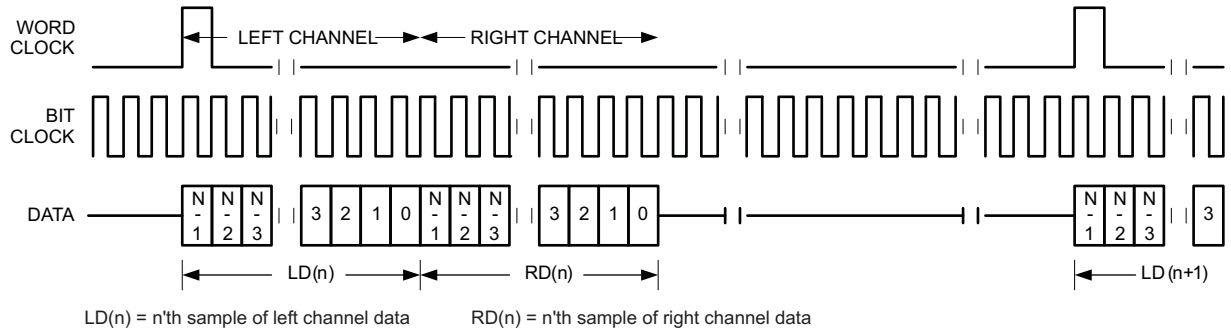 WORD
CLOCK
LEFT CHANNEL
RIGHT CHANNEL
BIT
CLOCK
DATA
N-1 N-2 N-3 3 2 1 0 N-1 N-2 N-3 3 2 1 0 N-1 N-2 N-3 3
LD(n) RD(n) LD (n+1)
LD(n) = n'th sample of left channel data RD(n) = n'th sample of right channel data